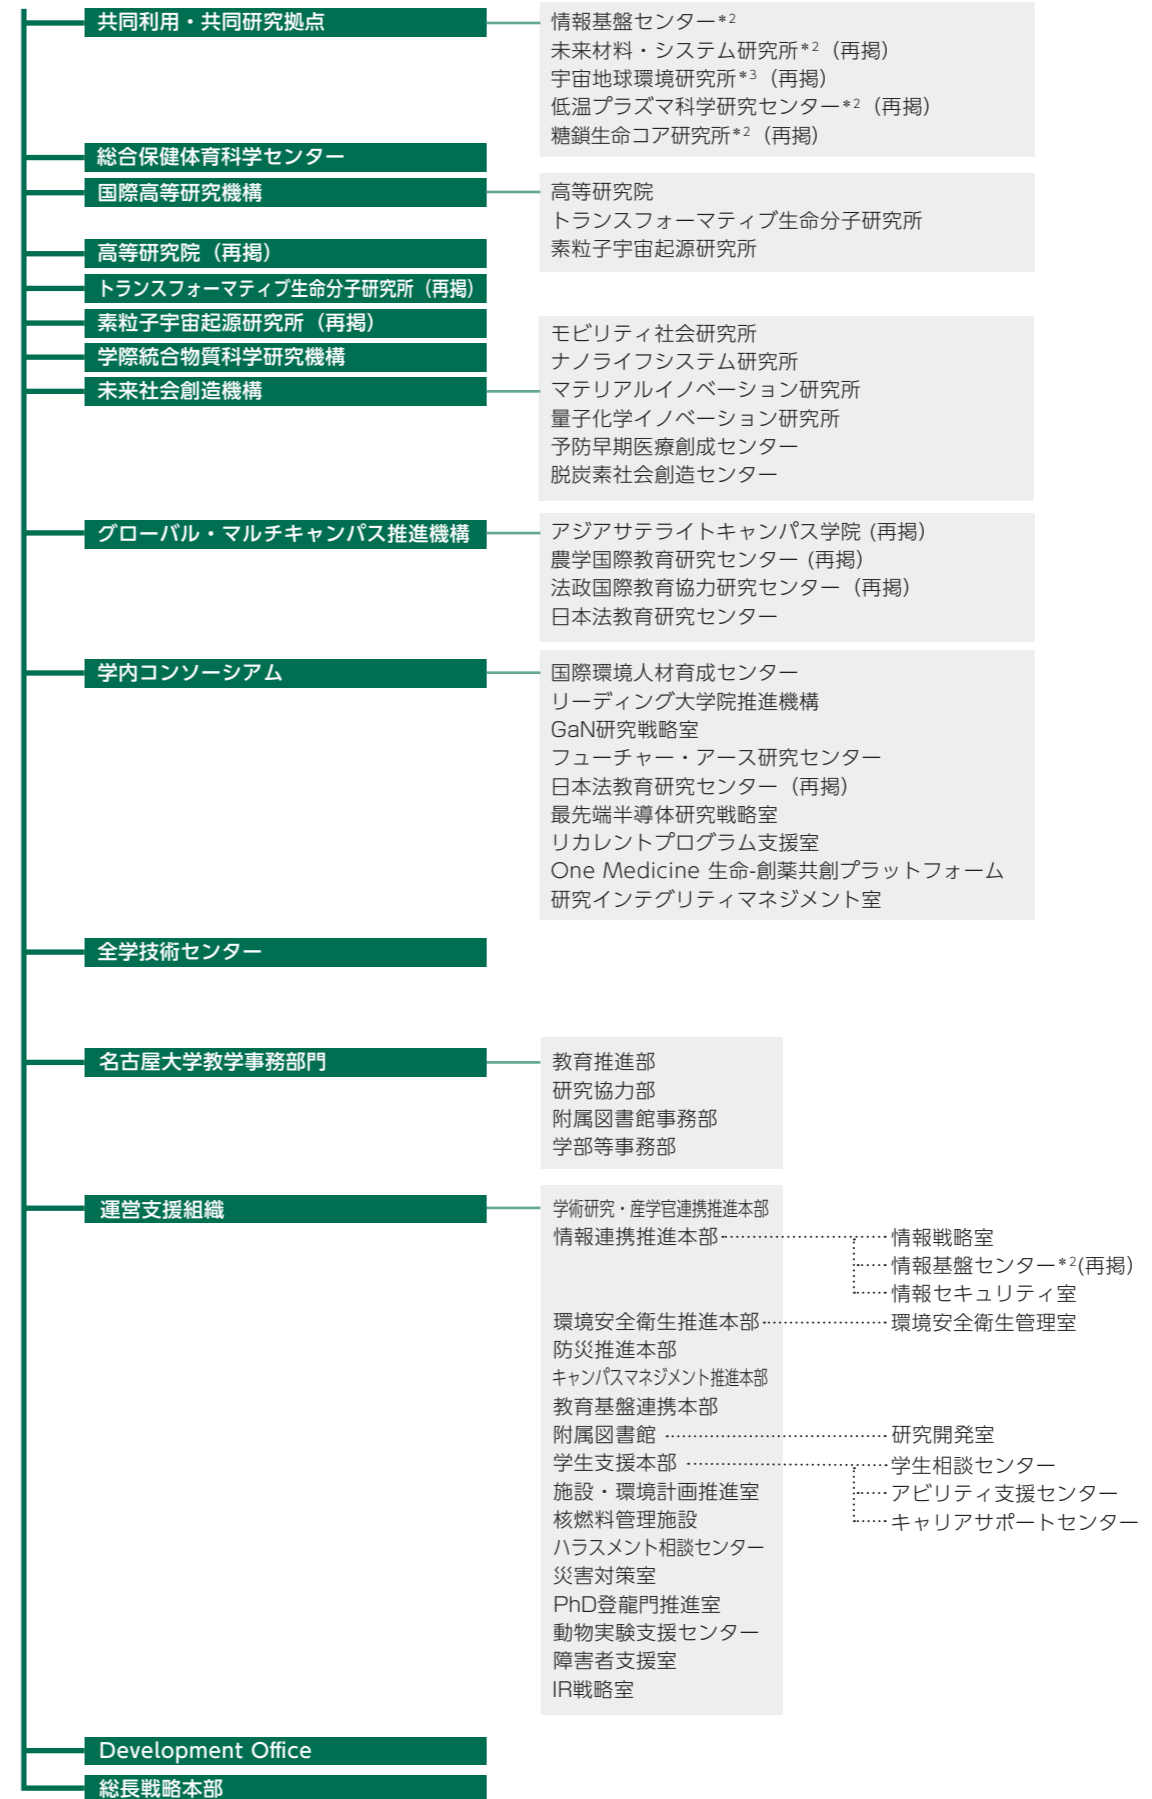 共同利用・共同研究拠点
情報基盤センター*2
未来材料・システム研究所*2（再掲）
宇宙地球環境研究所*3（再掲）
低温プラズマ科学研究センター*2（再掲）
糖鎖生命コア研究所*2（再掲）
総合保健体育科学センター
国際高等研究機構
高等研究院
トランスフォーマティブ生命分子研究所
素粒子宇宙起源研究所
高等研究院（再掲）
トランスフォーマティブ生命分子研究所（再掲）
素粒子宇宙起源研究所（再掲）
学際統合物質科学研究機構
未来社会創造機構
モビリティ社会研究所
ナノライフシステム研究所
マテリアルイノベーション研究所
量子化学イノベーション研究所
予防早期医療創成センター
脱炭素社会創造センター
グローバル・マルチキャンパス推進機構
アジアサテライトキャンパス学院 (再掲）
農学国際教育研究センター (再掲）
法政国際教育協力研究センター（再掲）
日本法教育研究センター
学内コンソーシアム
国際環境人材育成センター
リーディング大学院推進機構
GaN研究戦略室
フューチャー・アース研究センター
日本法教育研究センター（再掲）
最先端半導体研究戦略室
リカレントプログラム支援室
One Medicine 生命-創薬共創プラットフォーム
研究インテグリティマネジメント室
全学技術センター
名古屋大学教学事務部門
教育推進部
研究協力部
附属図書館事務部
学部等事務部
運営支援組織
学術研究・産学官連携推進本部
情報連携推進本部
情報戦略室
情報基盤センター*2(再掲）
情報セキュリティ室
環境安全衛生推進本部
環境安全衛生管理室
防災推進本部
キャンパスマネジメント推進本部
教育基盤連携本部
附属図書館
研究開発室
学生支援本部
学生相談センター
アビリティ支援センター
キャリアサポートセンター
施設・環境計画推進室
核燃料管理施設
ハラスメント相談センター
災害対策室
PhD登龍門推進室
動物実験支援センター
障害者支援室
IR戦略室
Development Office
総長戦略本部